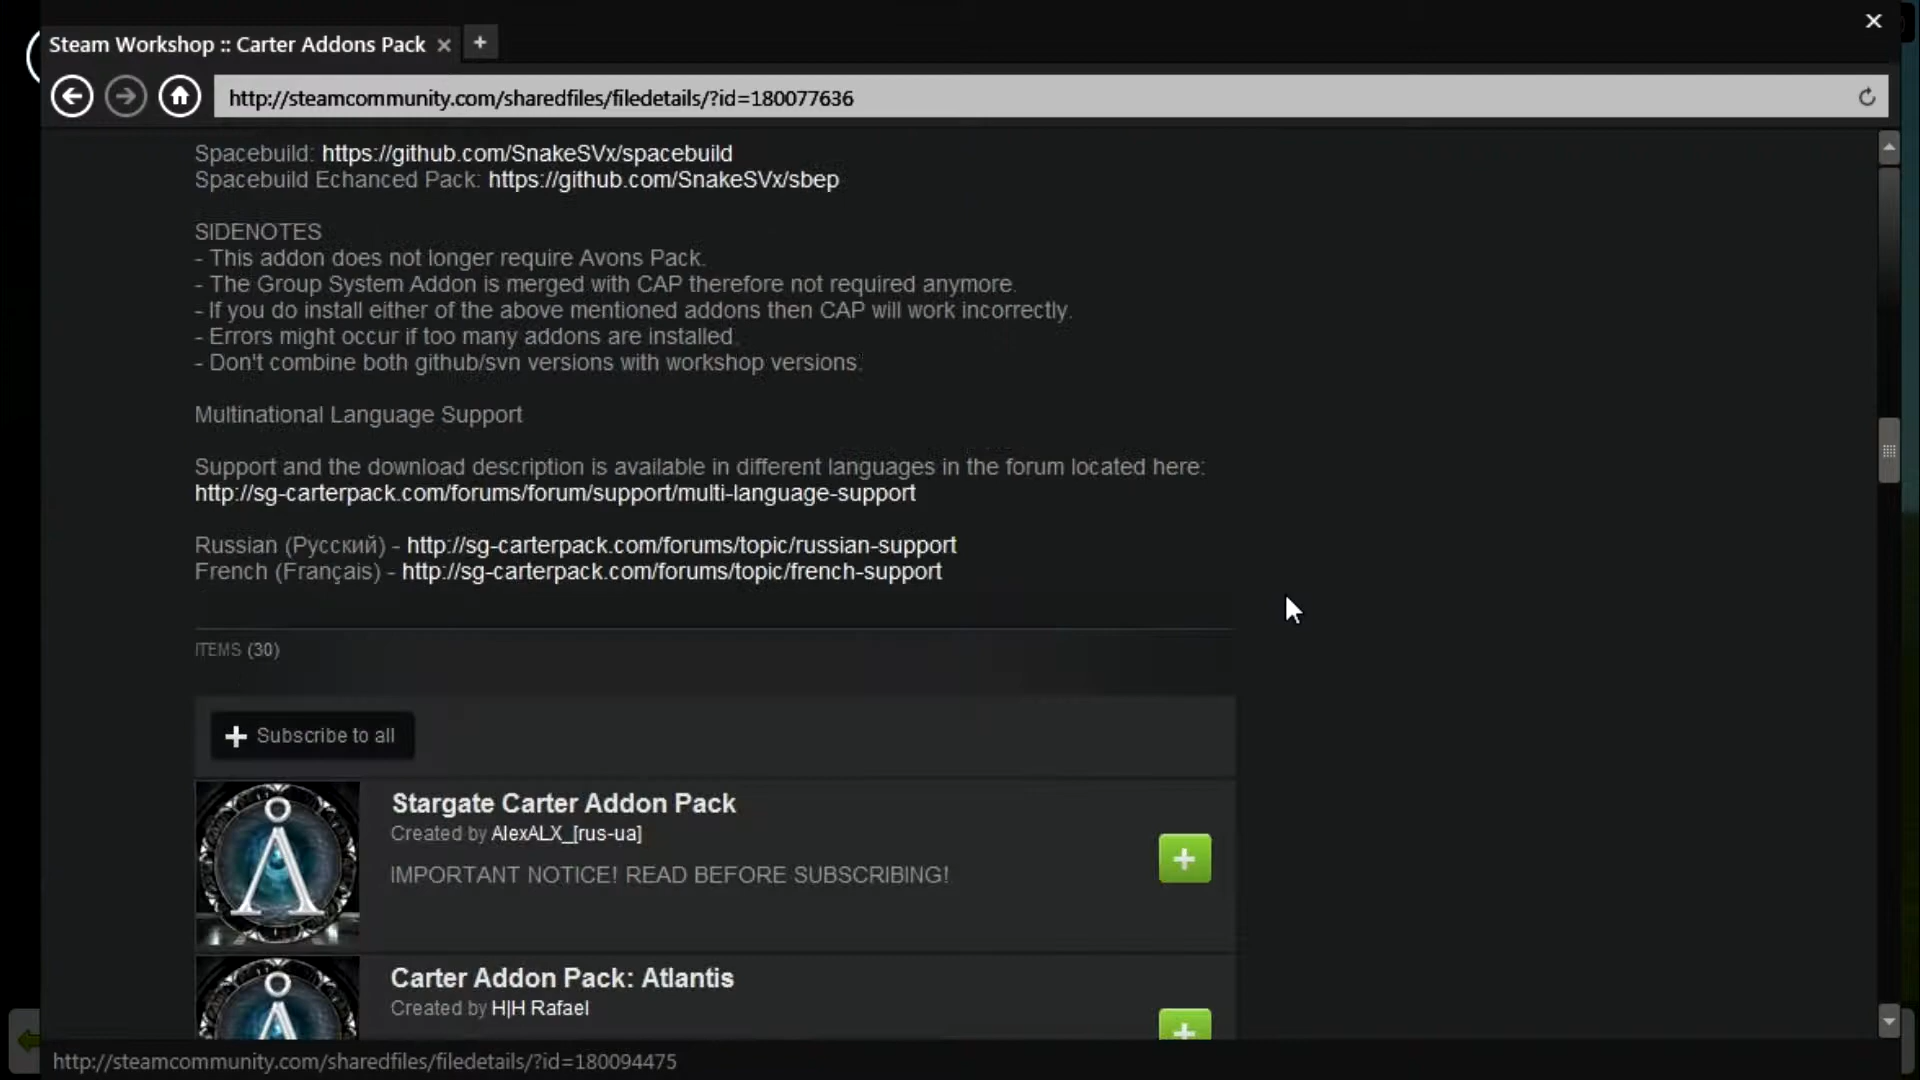 Steam Workshop :: Carter Addons Pack
http://steamcommunity.com/sharedfiles/filedetails/?id=180077636
Spacebuild: https://github.com/SnakeSVx/spacebuild
Spacebuild Echanced Pack: https://github.com/SnakeSVx/sbep
SIDENOTES
- This addon does not longer require Avons Pack.
- The Group System Addon is merged with CAP therefore not required anymore.
- If you do install either of the above mentioned addons then CAP will work incorrectly.
- Errors might occur if too many addons are installed.
- Don't combine both github/svn versions with workshop versions.
Multinational Language Support
Support and the download description is available in different languages in the forum located here:
http://sg-carterpack.com/forums/forum/support/multi-language-support
Russian (Русский) - http://sg-carterpack.com/forums/topic/russian-support
French (Français) - http://sg-carterpack.com/forums/topic/french-support
ITEMS (30)
Subscribe to all
Stargate Carter Addon Pack
Created by AlexALX_[rus-ua]
IMPORTANT NOTICE! READ BEFORE SUBSCRIBING!
Carter Addon Pack: Atlantis
Created by H|H Rafael
http://steamcommunity.com/sharedfiles/filedetails/?id=180094475